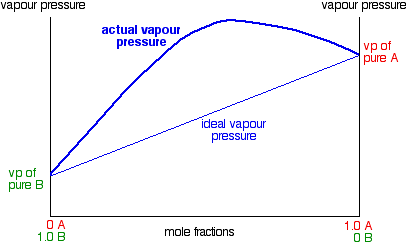 vapour pressure
vapour pressure
actual vapour
pressure
vp of
pure A
ideal vapour
pressure
vp of
pure B
0 A
1.0 B
mole fractions
1.0 A
0 B